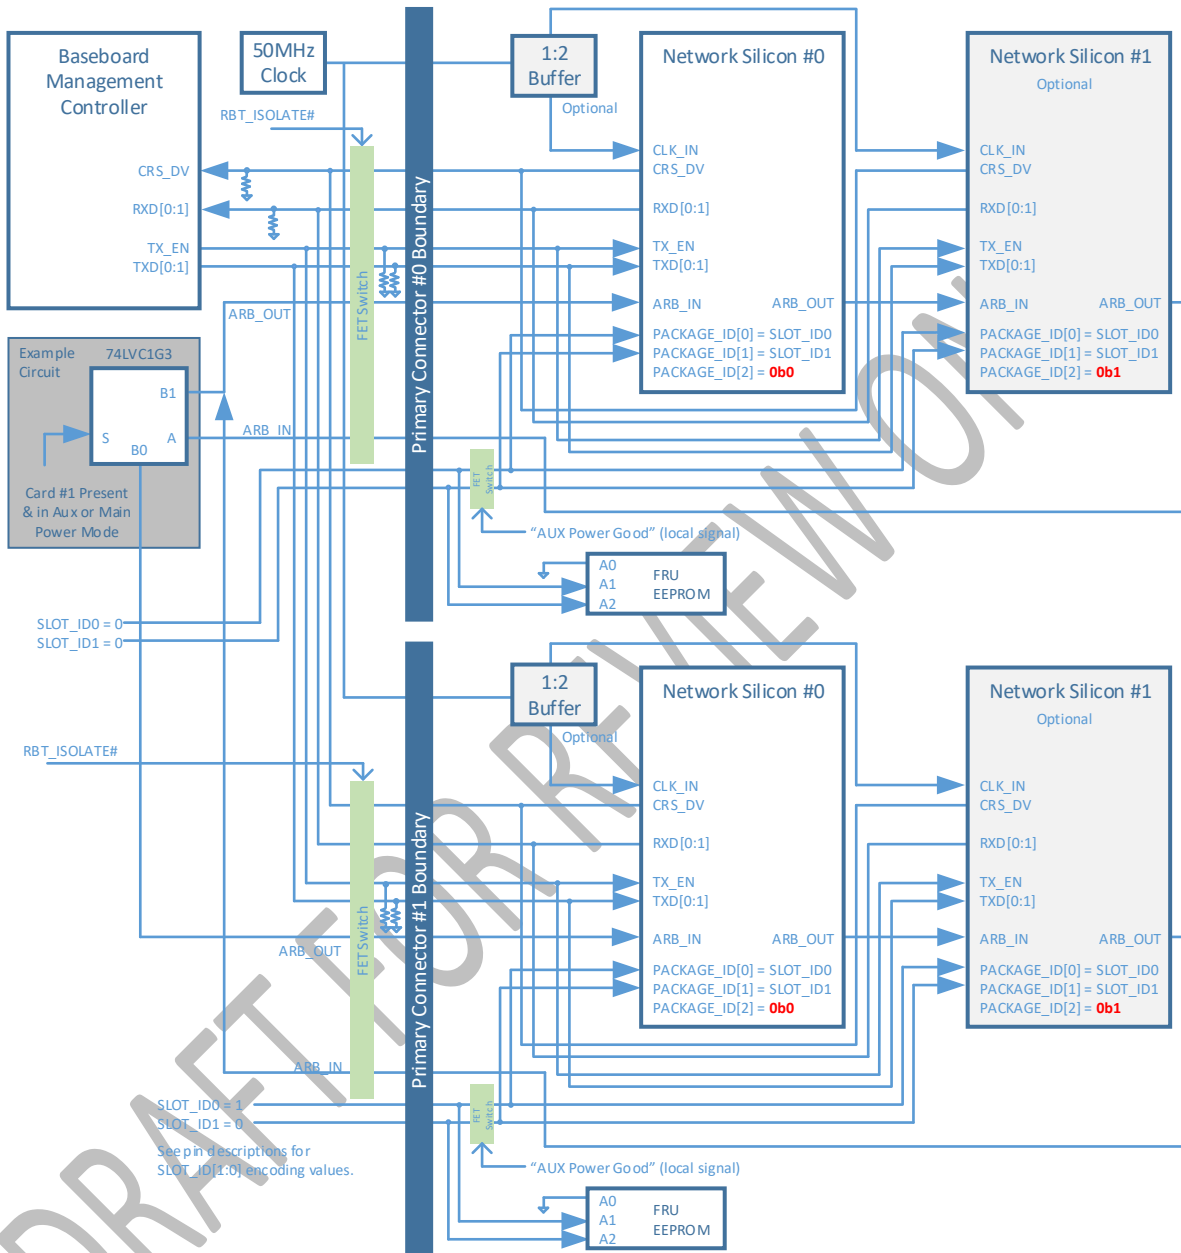 Baseboard
Management
Controller
CRS_DV
RXD[0:1]
TX_EN
TXD[0:1]
50MHz
Clock
RBT_ISOLATE#
FET Switch
Primary Connector #0 Boundary
1:2
Buffer
Optional
Network Silicon #0
CLK_IN
CRS_DV
RXD[0:1]
TX_EN
TXD[0:1]
ARB_IN
ARB_OUT
PACKAGE_ID[0] = SLOT_ID0
PACKAGE_ID[1] = SLOT_ID1
PACKAGE_ID[2] = 0b0
Network Silicon #1
Optional
CLK_IN
CRS_DV
RXD[0:1]
TX_EN
TXD[0:1]
ARB_IN
ARB_OUT
PACKAGE_ID[0] = SLOT_ID0
PACKAGE_ID[1] = SLOT_ID1
PACKAGE_ID[2] = 0b1
ARB_OUT
Example
Circuit
74LVC1G3
B1
S
A
B0
ARB_IN
Card #1 Present
& in Aux or Main
Power Mode
FET
Switch
"AUX Power Good" (local signal)
A0
A1
A2
FRU
EEPROM
SLOT_ID0 = 0
SLOT_ID1 = 0
RBT_ISOLATE#
FET Switch
Primary Connector #1 Boundary
1:2
Buffer
Optional
Network Silicon #0
CLK_IN
CRS_DV
RXD[0:1]
TX_EN
TXD[0:1]
ARB_IN
ARB_OUT
PACKAGE_ID[0] = SLOT_ID0
PACKAGE_ID[1] = SLOT_ID1
PACKAGE_ID[2] = 0b0
Network Silicon #1
Optional
CLK_IN
CRS_DV
RXD[0:1]
TX_EN
TXD[0:1]
ARB_IN
ARB_OUT
PACKAGE_ID[0] = SLOT_ID0
PACKAGE_ID[1] = SLOT_ID1
PACKAGE_ID[2] = 0b1
ARB_OUT
ARB_IN
SLOT_ID0 = 1
SLOT_ID1 = 0
See pin descriptions for
SLOT_ID[1:0] encoding values.
FET
Switch
"AUX Power Good" (local signal)
A0
A1
A2
FRU
EEPROM
DRAFT FOR REVIEW ON